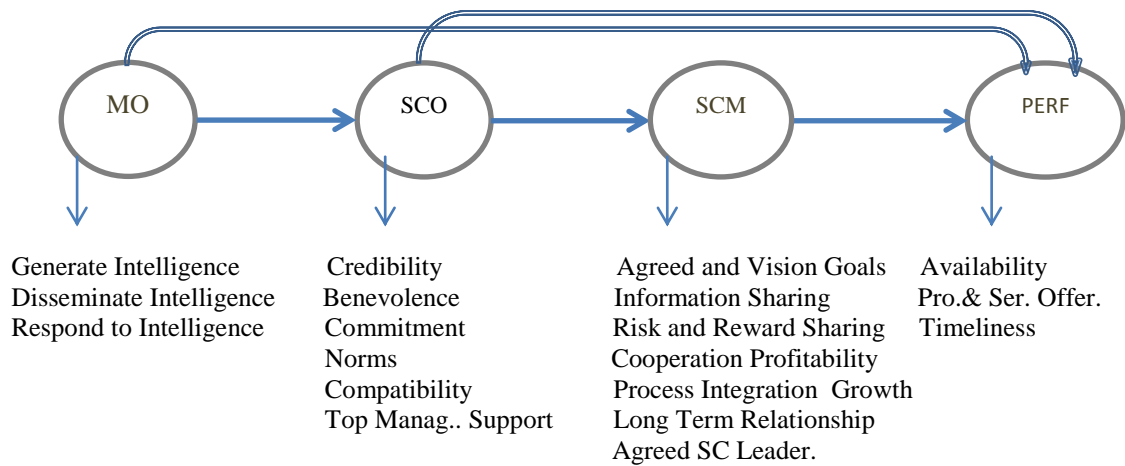 MO
SCO
SCM
PERF
Generate Intelligence
Disseminate Intelligence
Respond to Intelligence
Credibility
Benevolence
Commitment
Norms
Compatibility
Top Manag.. Support
Agreed and Vision Goals
Information Sharing
Risk and Reward Sharing
Cooperation Profitability
Process Integration Growth
Long Term Relationship
Agreed SC Leader.
Availability
Pro.& Ser. Offer.
Timeliness